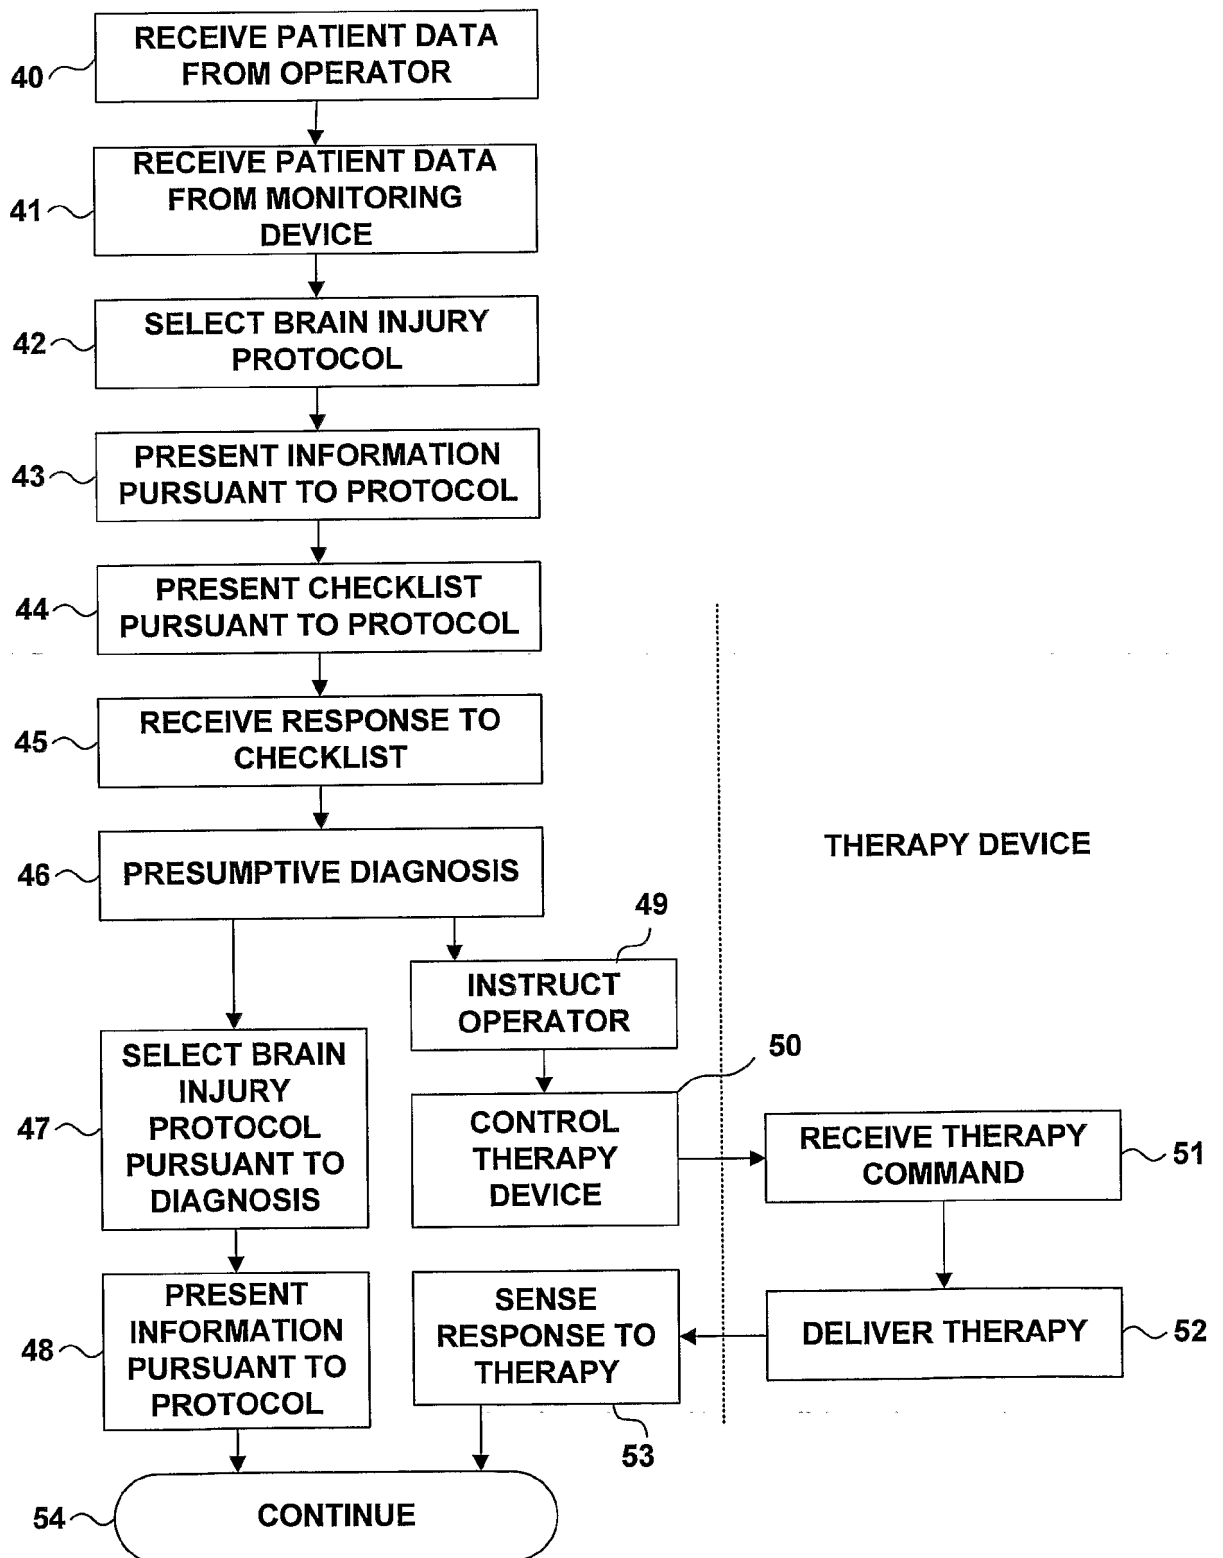 RECEIVE PATIENT DATA
FROM OPERATOR
40
RECEIVE PATIENT DATA
FROM MONITORING
DEVICE
41
SELECT BRAIN INJURY
PROTOCOL
42
PRESENT INFORMATION
PURSUANT TO PROTOCOL
43
PRESENT CHECKLIST
PURSUANT TO PROTOCOL
44
RECEIVE RESPONSE TO
CHECKLIST
45
PRESUMPTIVE DIAGNOSIS
46
THERAPY DEVICE
49
INSTRUCT
OPERATOR
SELECT BRAIN
INJURY
PROTOCOL
PURSUANT TO
DIAGNOSIS
47
50
CONTROL
THERAPY
DEVICE
RECEIVE THERAPY
COMMAND
51
PRESENT
INFORMATION
PURSUANT TO
PROTOCOL
48
SENSE
RESPONSE TO
THERAPY
53
DELIVER THERAPY
52
CONTINUE
54